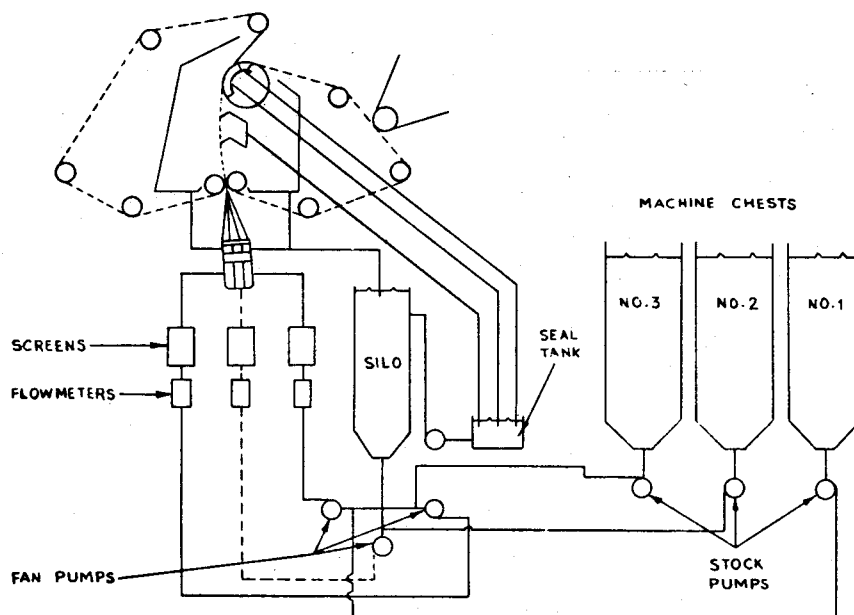 MACHINE CHESTS
NO.3
NO.2
NO.1
SCREENS
FLOWMETERS
SILO
SEAL
TANK
FAN PUMPS
STOCK
PUMPS